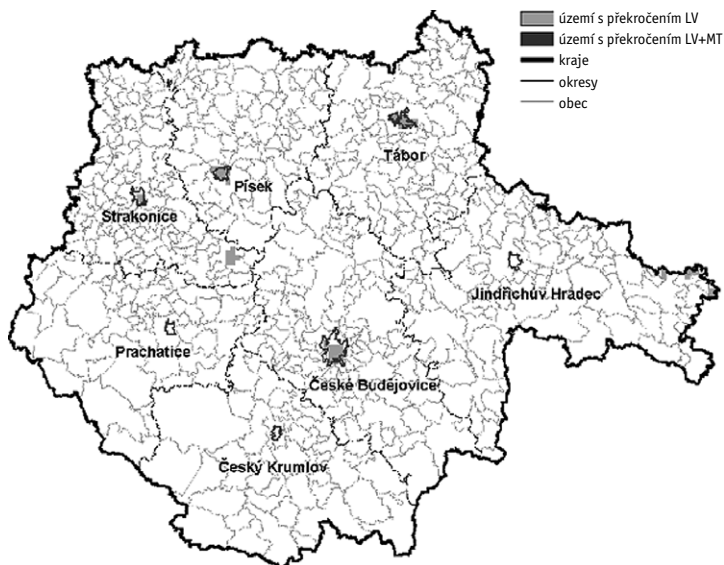 území s překročením LV
území s překročením LV+MT
kraje
okresy
obec
Tábor
Písek
Strakonice
Jindřichův Hradec
Prachatice
České Budějovice
Český Krumlov